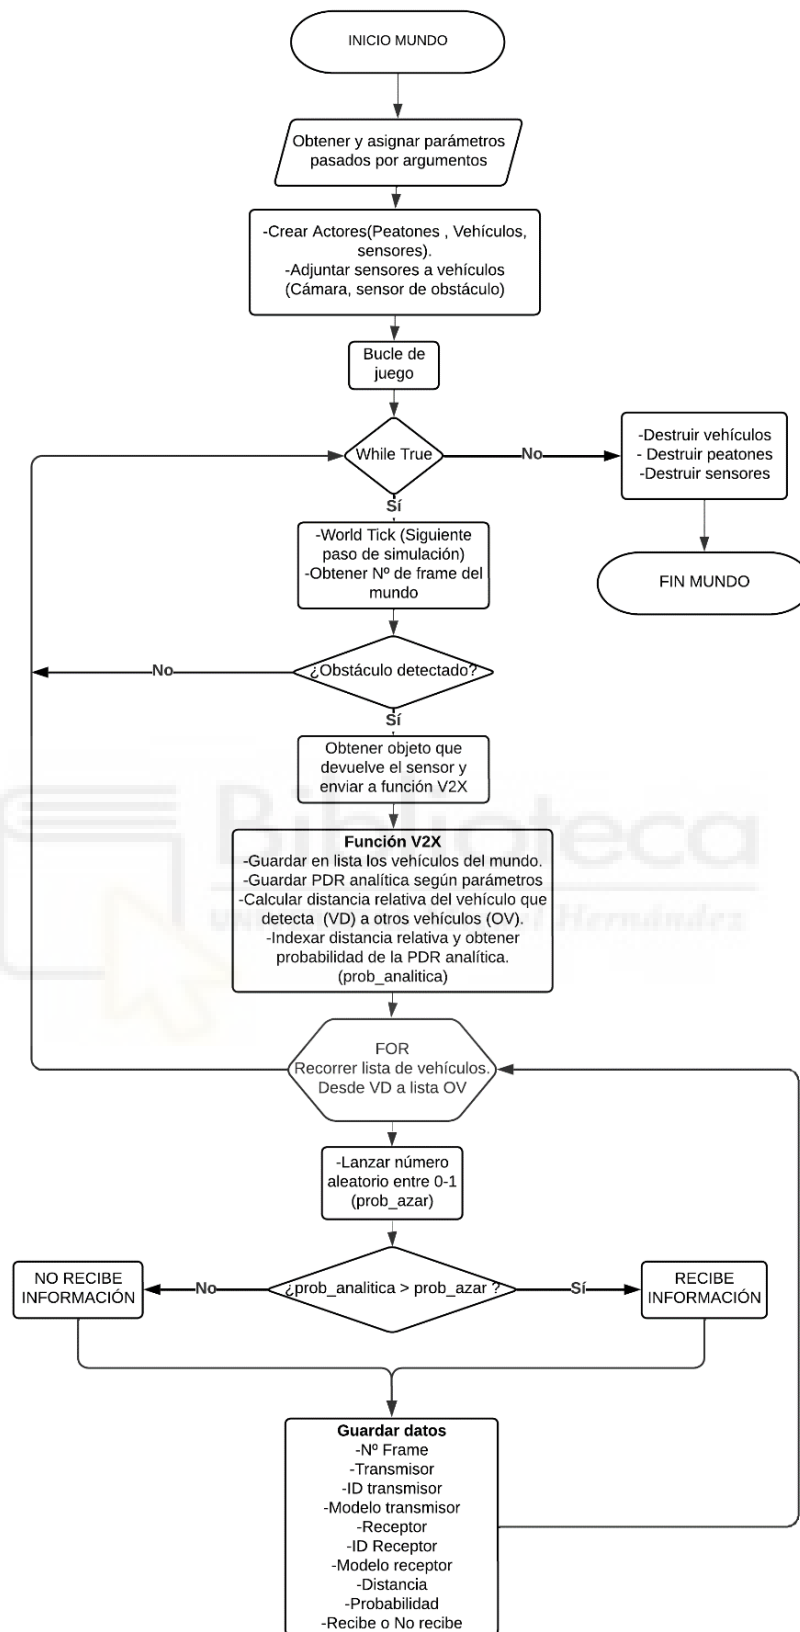 INICIO MUNDO
Obtener y asignar parámetros
pasados por argumentos
-Crear Actores(Peatones , Vehículos,
sensores).
-Adjuntar sensores a vehículos
(Cámara, sensor de obstáculo)
Bucle de
juego
While True
No
-Destruir vehículos
- Destruir peatones
-Destruir sensores
FIN MUNDO
Sí
-World Tick (Siguiente
paso de simulación)
-Obtener Nº de frame del
mundo
¿Obstáculo detectado?
No
Sí
Obtener objeto que
devuelve el sensor y
enviar a función V2X
Biblioteca
Función V2X
-Guardar en lista los vehículos del mundo.
-Guardar PDR analítica según parámetros
-Calcular distancia relativa del vehículo que
detecta (VD) a otros vehículos (OV).
-Indexar distancia relativa y obtener
probabilidad de la PDR analítica.
(prob_analitica)
Hernández
FOR
Recorrer lista de vehículos.
Desde VD a lista OV
-Lanzar número
aleatorio entre 0-1
(prob_azar)
¿prob_analitica > prob_azar ?
No
NO RECIBE
INFORMACIÓN
Sí
RECIBE
INFORMACIÓN
Guardar datos
-Nº Frame
-Transmisor
-ID transmisor
-Modelo transmisor
-Receptor
-ID Receptor
-Modelo receptor
-Distancia
-Probabilidad
-Recibe o No recibe